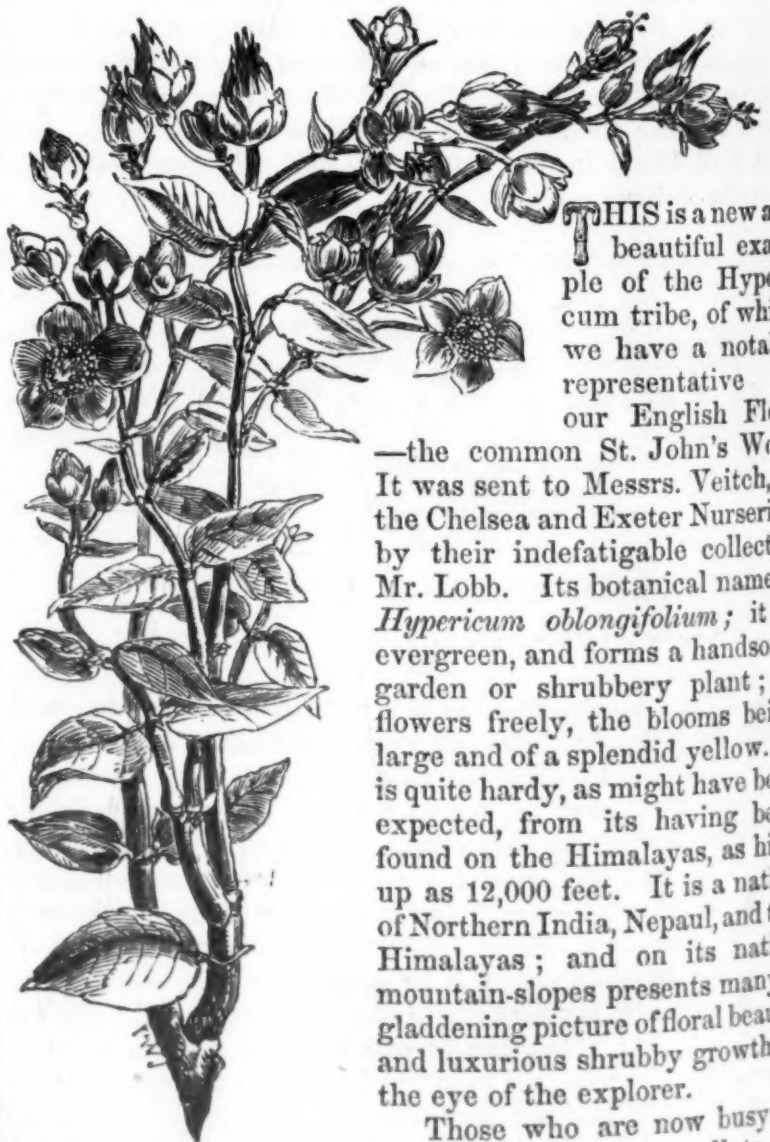 THIS is a new a
beautiful exa
ple of the Hype
cum tribe, of whi
we have a nota
representative
our English Flo
—the common St. John's Wo
It was sent to Messrs. Veitch,
the Chelsea and Exeter Nurseri
by their indefatigable collect
Mr. Lobb. Its botanical name
Hypericum oblongifolium; it
evergreen, and forms a handso
garden or shrubbery plant;
flowers freely, the blooms bei
large and of a splendid yellow.
is quite hardy, as might have be
expected, from its having be
found on the Himalayas, as hi
up as 12,000 feet. It is a nat
of Northern India, Nepaul, and t
Himalayas; and on its nat
mountain-slopes presents many
gladdening picture of floral beau
and luxurious shrubby growth
the eye of the explorer.
Those who are now busy